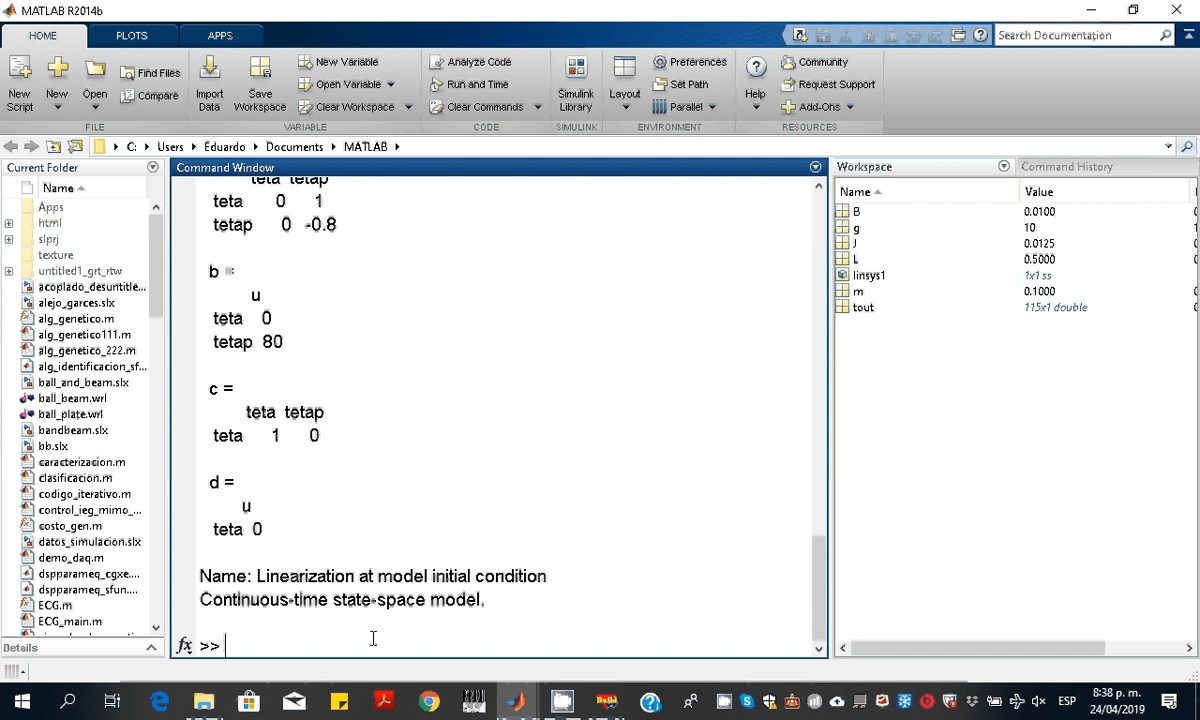 MATLAB R2014b
HOME PLOTS APPS
Search Documentation
New Script
New
Open
Find Files
Compare
Import Data
Save Workspace
New Variable
Open Variable
Clear Workspace
Analyze Code
Run and Time
Clear Commands
Simulink Library
Layout
Preferences
Set Path
Parallel
Help
Community
Request Support
Add-Ons
FILE VARIABLE CODE SIMULINK ENVIRONMENT RESOURCES
C: Users Eduardo Documents MATLAB
Current Folder
Name
Apps
html
slprj
texture
untitled1_grt_rtw
acoplado_desuntitle...
alejo_garces.slx
alg_genetico.m
alg_genetico111.m
alg_genetico_222.m
alg_identificacion_sf...
ball_and_beam.slx
ball_beam.wrl
ball_plate.wrl
bandbeam.slx
bb.slx
caracterizacion.m
clasificacion.m
codigo_iterativo.m
control_ieg_mimo_...
costo_gen.m
datos_simulacion.slx
demo_daq.m
dspparameq_cgxe....
dspparameq_sfun....
ECG.m
ECG_main.m
Details
Command Window
teta tetap
teta 0 1
tetap 0 -0.8
b =
u
teta 0
tetap 80
c =
teta tetap
teta 1 0
d =
u
teta 0
Name: Linearization at model initial condition
Continuous-time state-space model.
fx >>
Workspace Command History
Name Value
B 0.0100
g 10
J 0.0125
L 0.5000
linsys1 1x1 ss
m 0.1000
tout 115x1 double
ESP
8:38 p. m.
24/04/2019